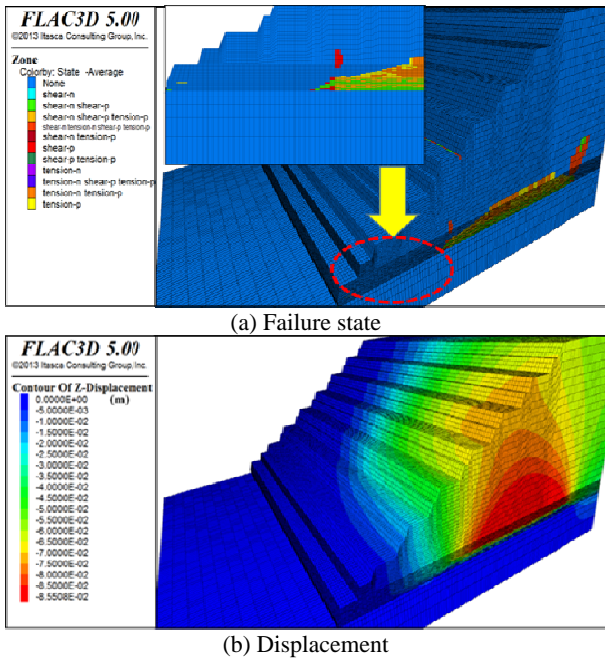 FLAC3D 5.00
©2013 Itasca Consulting Group, Inc.
Zone
Colorby: State -Average
None
shear-n
shear-n shear-p
shear-n shear-p tension-p
shear-n tension-n shear-p tension-p
shear-n tension-p
shear-p
shear-p tension-p
tension-n
tension-n shear-p tension-p
tension-n tension-p
tension-p
(a) Failure state
FLAC3D 5.00
©2013 Itasca Consulting Group, Inc.
Contour Of Z-Displacement
(m)
0.0000E+00
-5.0000E-03
-1.0000E-02
-1.5000E-02
-2.0000E-02
-2.5000E-02
-3.0000E-02
-3.5000E-02
-4.0000E-02
-4.5000E-02
-5.0000E-02
-5.5000E-02
-6.0000E-02
-6.5000E-02
-7.0000E-02
-7.5000E-02
-8.0000E-02
-8.5000E-02
-8.5508E-02
(b) Displacement